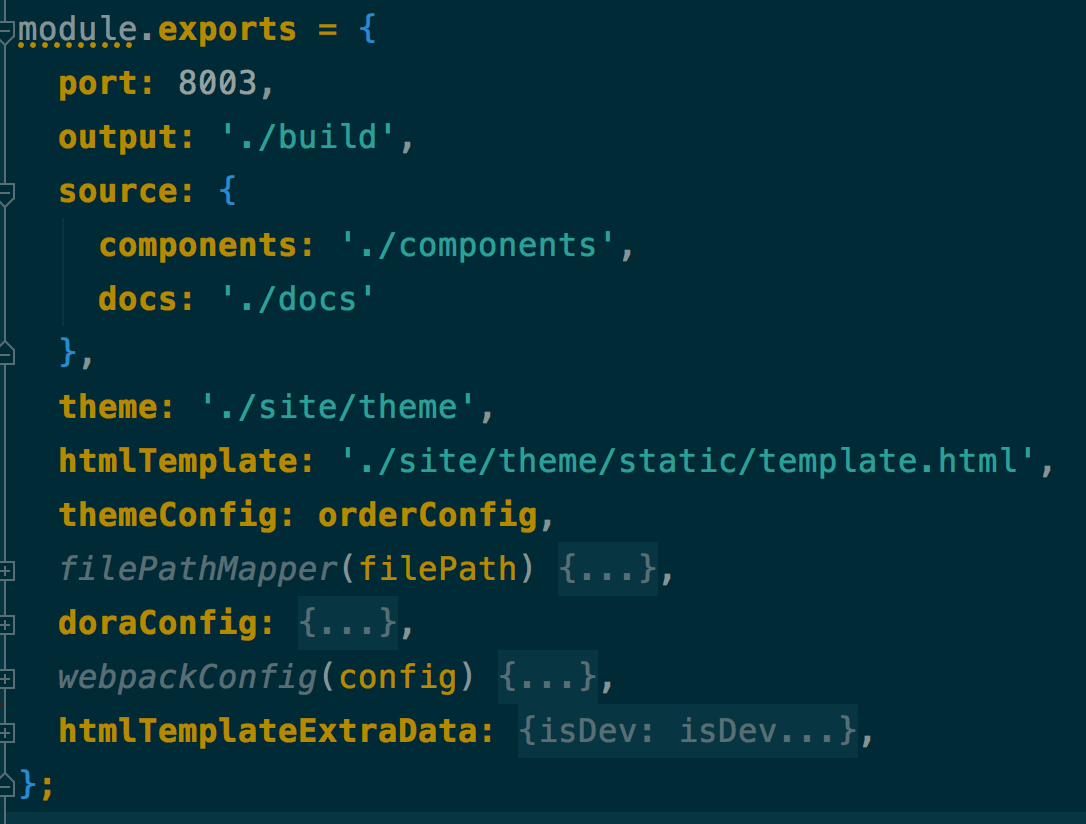 module.exports = {
  port: 8003,
  output: './build',
  source: {
    components: './components',
    docs: './docs'
  },
  theme: './site/theme',
  htmlTemplate: './site/theme/static/template.html',
  themeConfig: orderConfig,
  filePathMapper(filePath) {...},
  doraConfig: {...},
  webpackConfig(config) {...},
  htmlTemplateExtraData: {isDev: isDev...},
};